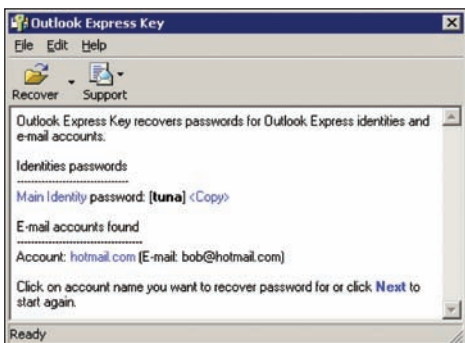 Outlook Express Key
File Edit Help
Recover Support
Outlook Express Key recovers passwords for Outlook Express identities and
e-mail accounts.
Identities passwords
------------------------------
Main Identity password: [tuna] <Copy>
E-mail accounts found
----------------------------------
Account: hotmail.com (E-mail: bob@hotmail.com)
Click on account name you want to recover password for or click Next to
start again.
Ready